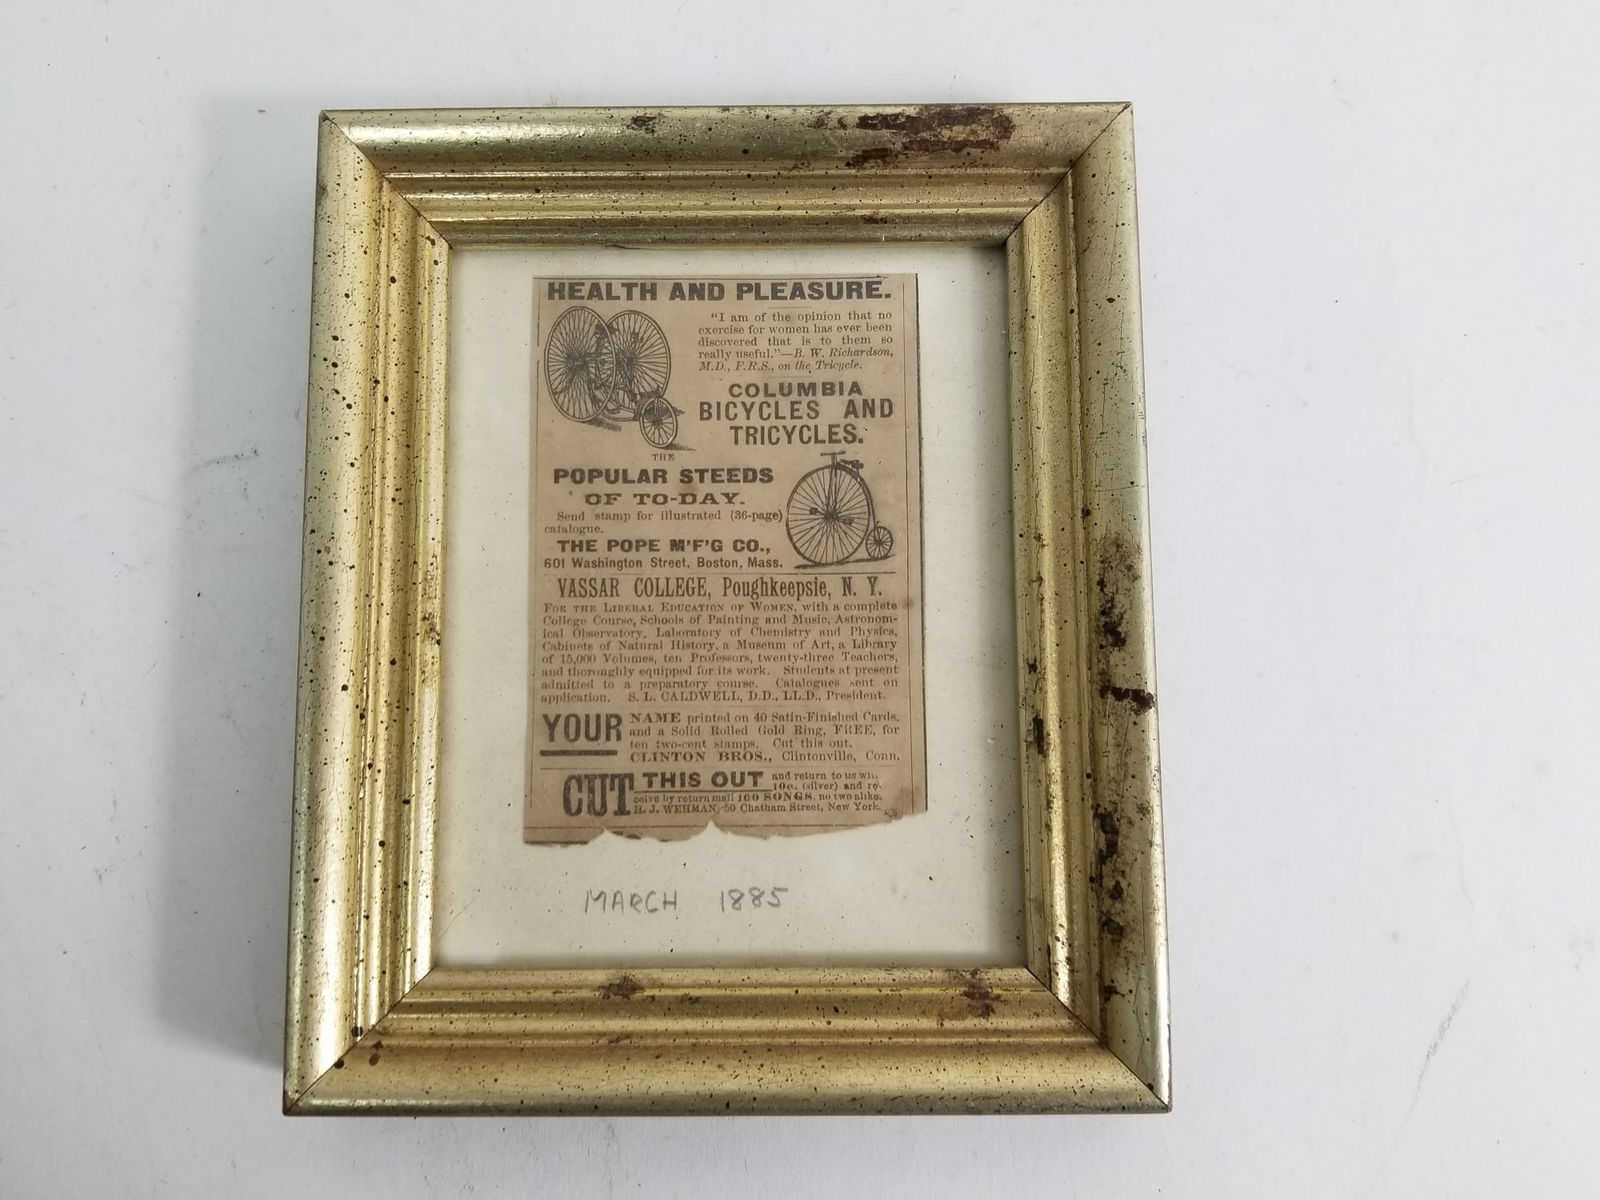 HEALTH AND PLEASURE.
"I am of the opinion that no
exercise for women has ever been
discovered that is to them so
really useful."—B. W. Richardson,
M.D., F.R.S., on the Tricycle.
COLUMBIA
BICYCLES AND
TRICYCLES.
THE
POPULAR STEEDS
OF TO-DAY.
Send stamp for illustrated (36-page)
catalogue.
THE POPE M'F'G CO.,
601 Washington Street, Boston, Mass.
VASSAR COLLEGE, Poughkeepsie, N. Y.
FOR THE LIBERAL EDUCATION OF WOMEN, with a complete
College Course, Schools of Painting and Music, Astronom-
ical Observatory, Laboratory of Chemistry and Physics,
Cabinets of Natural History, a Museum of Art, a Library
of 15,000 Volumes, ten Professors, twenty-three Teachers,
and thoroughly equipped for its work. Students at present
admitted to a preparatory course. Catalogues sent on
application. S. L. CALDWELL, D.D., LL.D., President.
YOUR NAME printed on 40 Satin-Finished Cards,
and a Solid Rolled Gold Ring, FREE, for
ten two-cent stamps. Cut this out.
CLINTON BROS., Clintonville, Conn.
CUT THIS OUT and return to us
10c. (silver) and re-
ceive by return mail 100 SONGS, no two alike.
H. J. WEHMAN, 50 Chatham Street, New York.
MARCH 1885